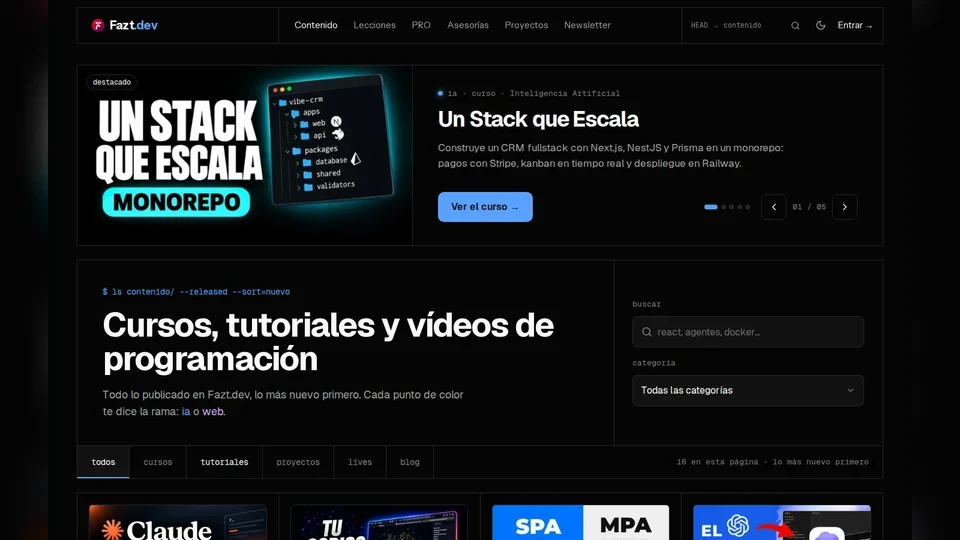 Fazt.dev
Contenido
Lecciones
PRO
Asesorías
Proyectos
Newsletter
HEAD → contenido
Entrar →
destacado
UN STACK
QUE ESCALA
MONOREPO
vibe-crm
apps
web
api
packages
database
shared
validators
ia · curso · Inteligencia Artificial
Un Stack que Escala
Construye un CRM fullstack con Next.js, NestJS y Prisma en un monorepo:
pagos con Stripe, kanban en tiempo real y despliegue en Railway.
Ver el curso →
01 / 05
$ ls contenido/ --released --sort=nuevo
Cursos, tutoriales y vídeos de
programación
Todo lo publicado en Fazt.dev, lo más nuevo primero. Cada punto de color
te dice la rama: ia o web.
buscar
react, agentes, docker…
categoría
Todas las categorías
todos
cursos
tutoriales
proyectos
lives
blog
16 en esta página · lo más nuevo primero
Claude
TU
SPA
MPA
EL